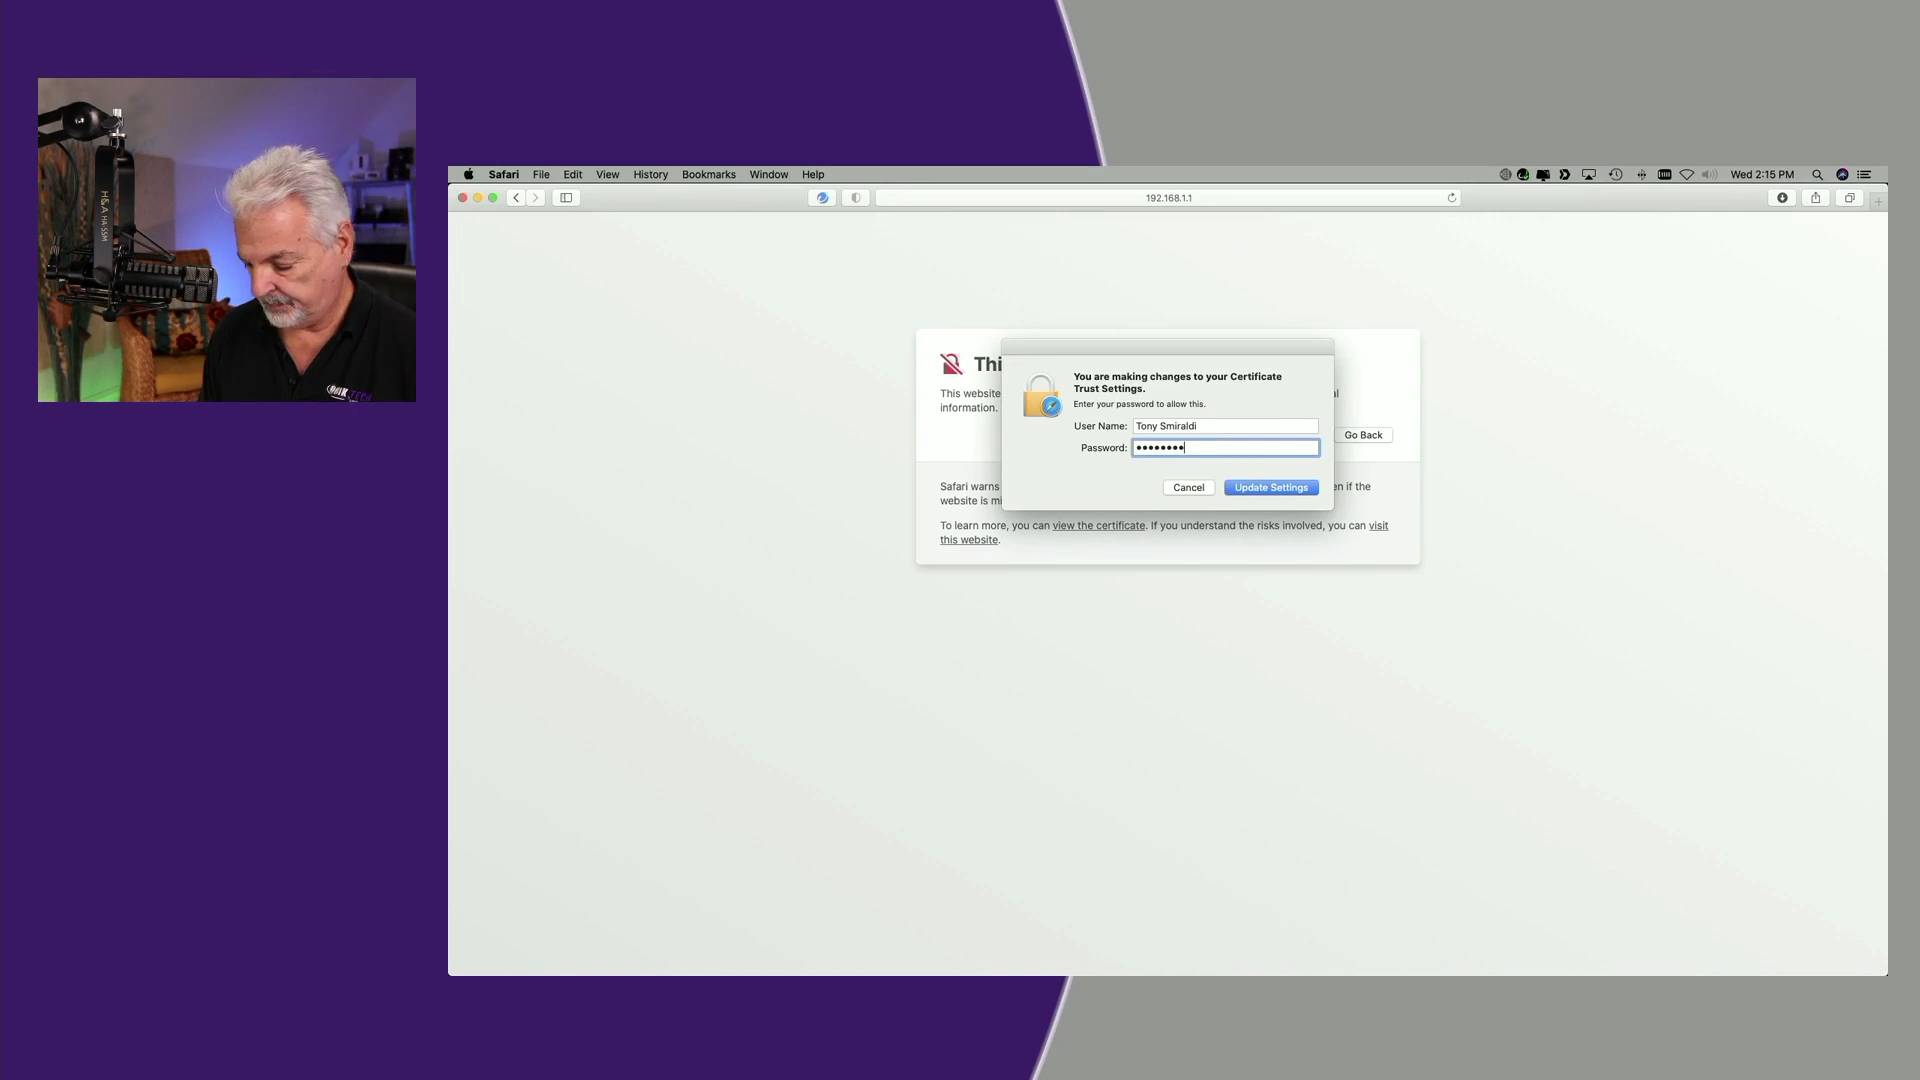 H&A HA-55M
Safari File Edit View History Bookmarks Window Help
Wed 2:15 PM
192.168.1.1
Thi
This website
information.
l
Go Back
You are making changes to your Certificate
Trust Settings.
Enter your password to allow this.
User Name: Tony Smiraldi
Password: ••••••••
Cancel Update Settings
Safari warns
en if the
website is mi
To learn more, you can view the certificate. If you understand the risks involved, you can visit
this website.